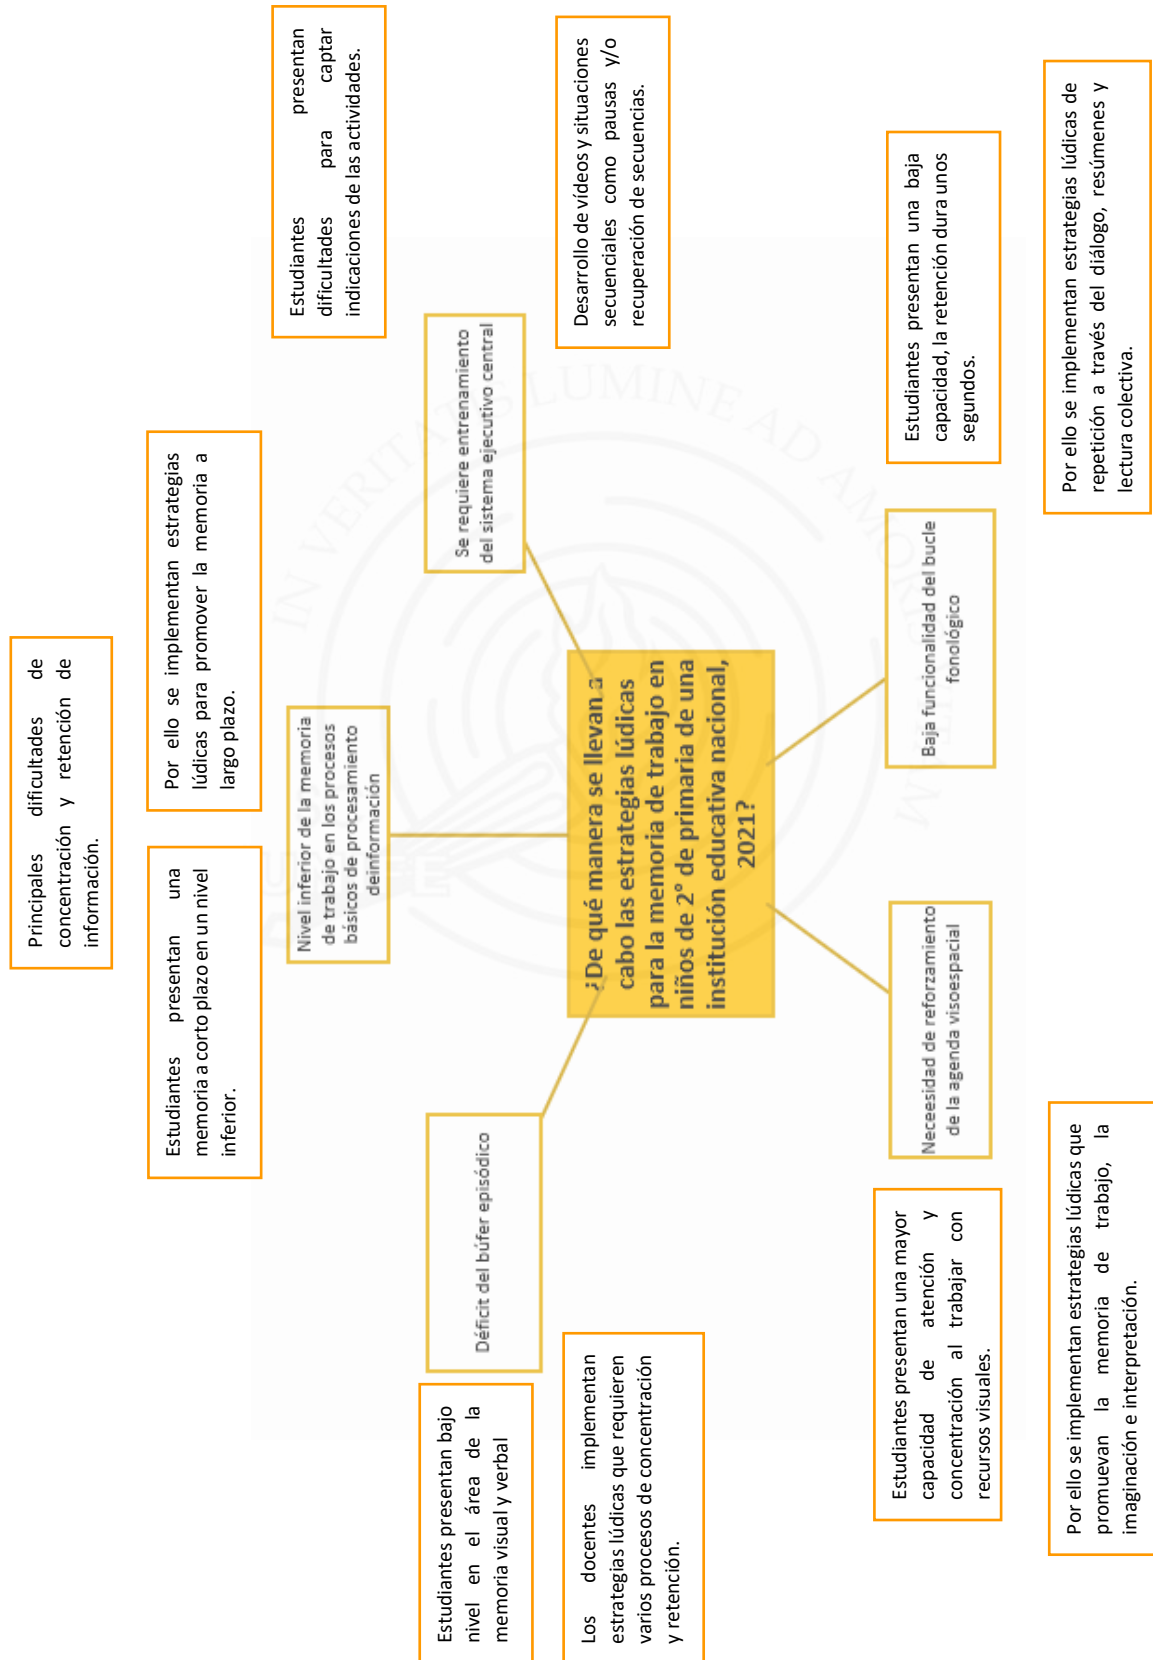 Principales dificultades de
concentración y retención de
información.
Estudiantes presentan una
memoria a corto plazo en un nivel
inferior.
Por ello se implementan estrategias
lúdicas para promover la memoria a
largo plazo.
Nivel inferior de la memoria
de trabajo en los procesos
básicos de procesamiento
deinformación
Estudiantes presentan
dificultades para captar
indicaciones de las actividades.
Se requiere entrenamiento
del sistema ejecutivo central
Desarrollo de vídeos y situaciones
secuenciales como pausas y/o
recuperación de secuencias.
Déficit del búfer episódico
Estudiantes presentan bajo
nivel en el área de la
memoria visual y verbal
Los docentes implementan
estrategias lúdicas que requieren
varios procesos de concentración
y retención.
¿De qué manera se llevan a
cabo las estrategias lúdicas
para la memoria de trabajo en
niños de 2° de primaria de una
institución educativa nacional,
2021?
Neceesidad de reforzamiento
de la agenda visoespacial
Estudiantes presentan una mayor
capacidad de atención y
concentración al trabajar con
recursos visuales.
Por ello se implementan estrategias lúdicas que
promuevan la memoria de trabajo, la
imaginación e interpretación.
Baja funcionalidad del bucle
fonológico
Estudiantes presentan una baja
capacidad, la retención dura unos
segundos.
Por ello se implementan estrategias lúdicas de
repetición a través del diálogo, resúmenes y
lectura colectiva.
IN VERITATIS LUMINE AD AMORIS VITAM
UNIFÉ